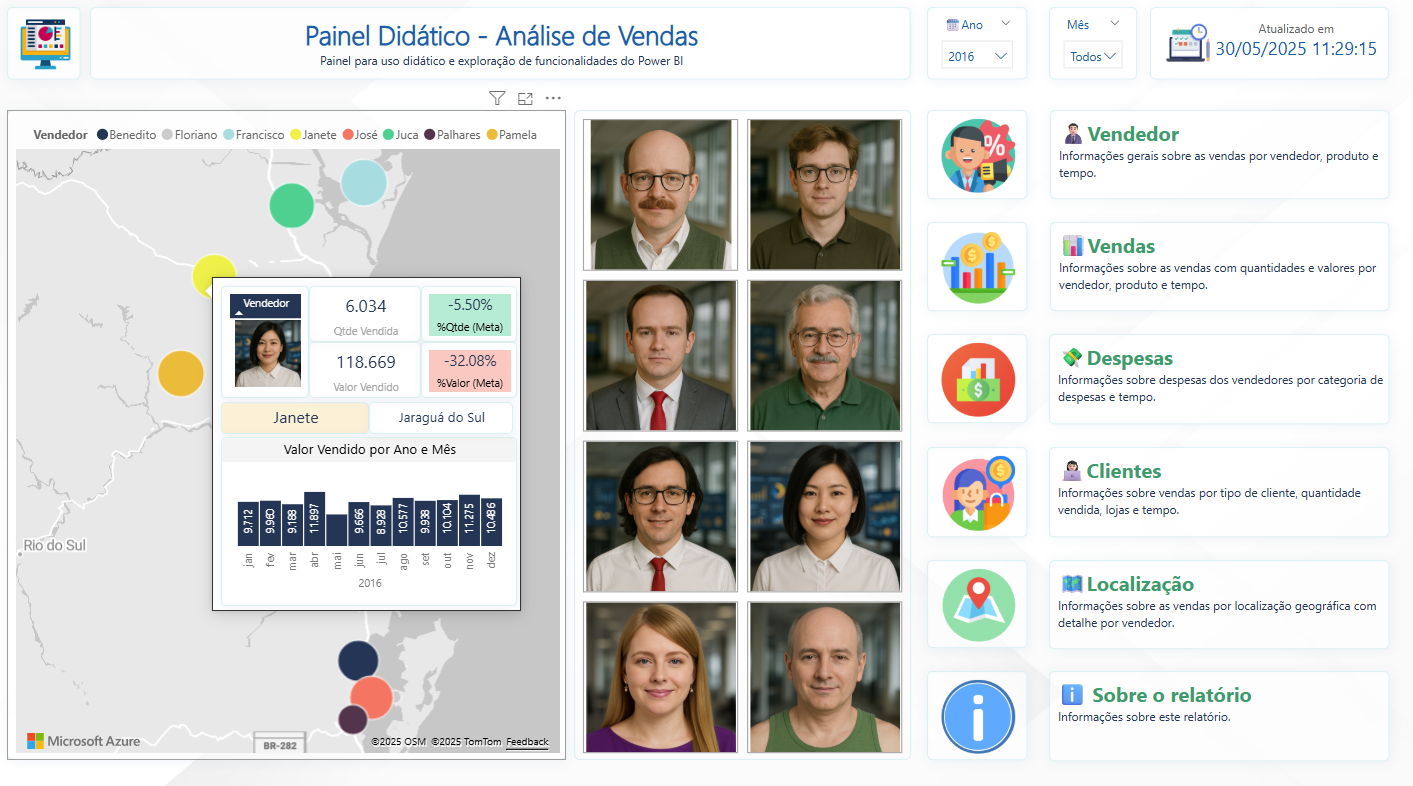 Painel Didático - Análise de Vendas
Painel para uso didático e exploração de funcionalidades do Power BI
Ano
2016
Mês
Todos
Atualizado em
30/05/2025 11:29:15
Vendedor Benedito Floriano Francisco Janete José Juca Palhares Pamela
Vendedor
6.034
Qtde Vendida
-5.50%
%Qtde (Meta)
118.669
Valor Vendido
-32.08%
%Valor (Meta)
Janete
Jaraguá do Sul
Valor Vendido por Ano e Mês
9.712 9.960 9.188 11.897 9.666 8.928 10.577 9.938 10.104 11.275 10.486
jan fev mar abr mai jun jul ago set out nov dez
2016
Rio do Sul
BR-282
Microsoft Azure
©2025 OSM ©2025 TomTom Feedback
%
Vendedor
Informações gerais sobre as vendas por vendedor, produto e
tempo.
Vendas
Informações sobre as vendas com quantidades e valores por
vendedor, produto e tempo.
Despesas
Informações sobre despesas dos vendedores por categoria de
despesas e tempo.
Clientes
Informações sobre vendas por tipo de cliente, quantidade
vendida, lojas e tempo.
Localização
Informações sobre as vendas por localização geográfica com
detalhe por vendedor.
Sobre o relatório
Informações sobre este relatório.